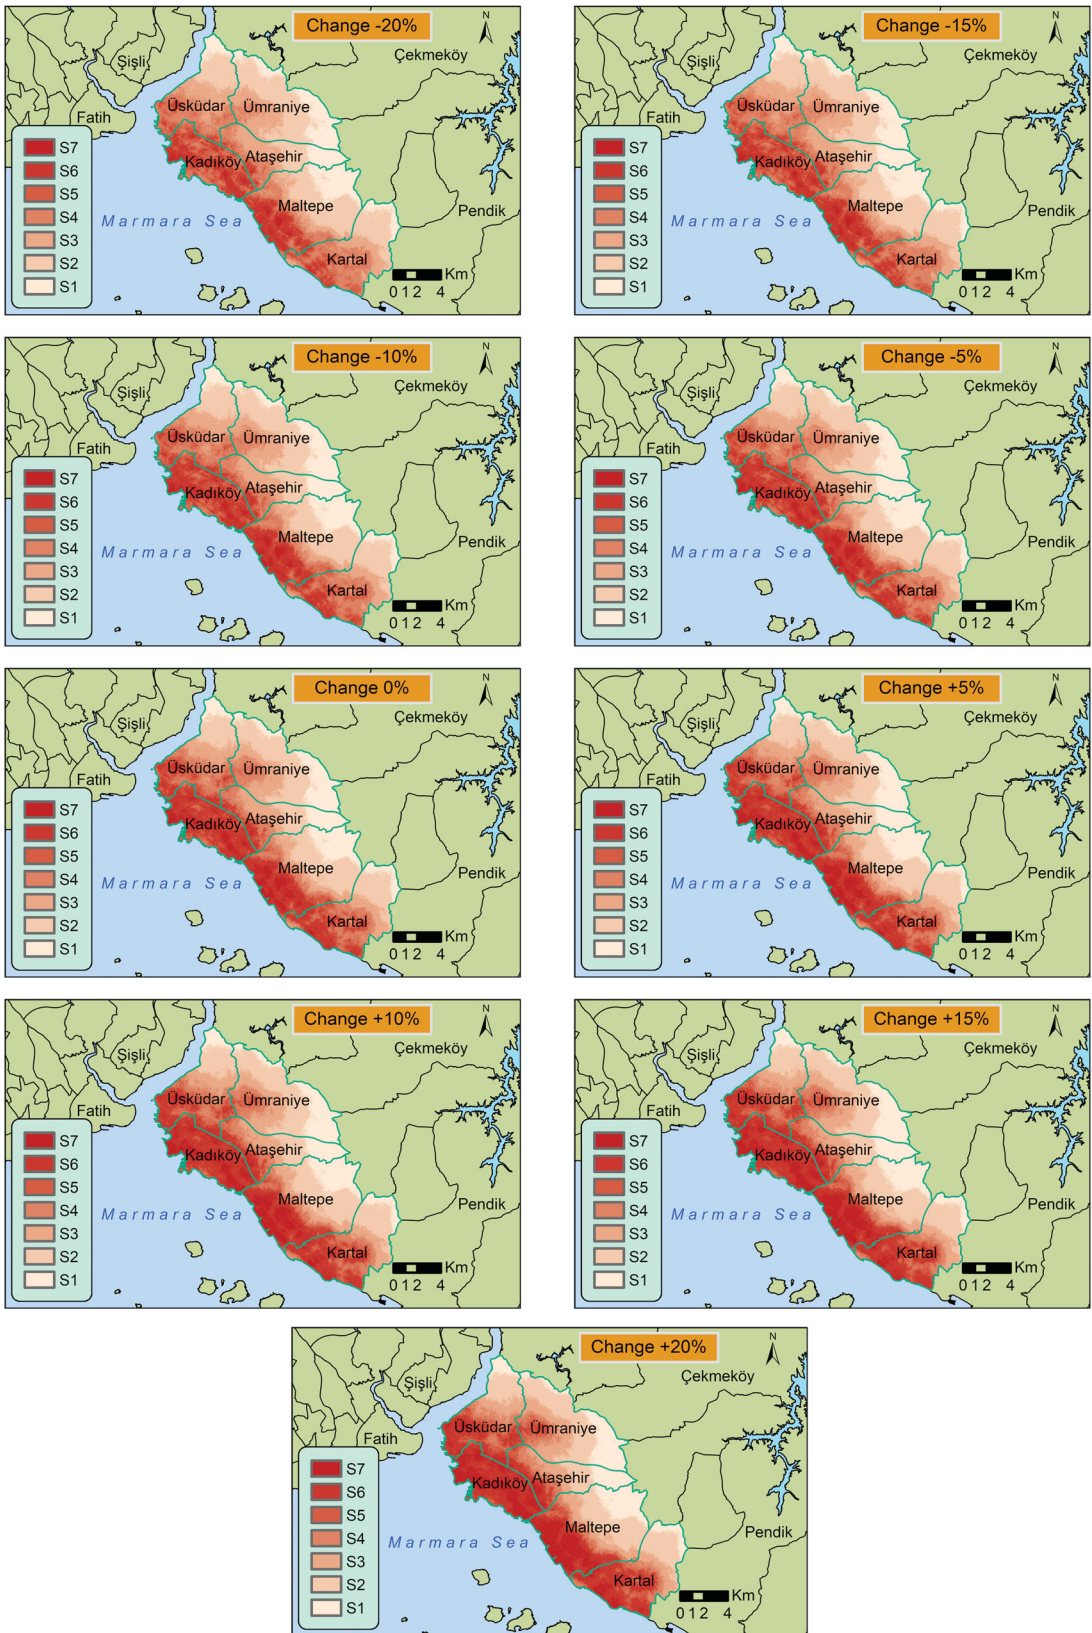 Change -20%
N
Şişli
Çekmeköy
Fatih
Üsküdar
Ümraniye
Kadıköy
Ataşehir
Maltepe
Kartal
Pendik
Marmara Sea
S7
S6
S5
S4
S3
S2
S1
Km
0 1 2 4
Change -15%
N
Şişli
Çekmeköy
Fatih
Üsküdar
Ümraniye
Kadıköy
Ataşehir
Maltepe
Kartal
Pendik
Marmara Sea
S7
S6
S5
S4
S3
S2
S1
Km
0 1 2 4
Change -10%
N
Şişli
Çekmeköy
Fatih
Üsküdar
Ümraniye
Kadıköy
Ataşehir
Maltepe
Kartal
Pendik
Marmara Sea
S7
S6
S5
S4
S3
S2
S1
Km
0 1 2 4
Change -5%
N
Şişli
Çekmeköy
Fatih
Üsküdar
Ümraniye
Kadıköy
Ataşehir
Maltepe
Kartal
Pendik
Marmara Sea
S7
S6
S5
S4
S3
S2
S1
Km
0 1 2 4
Change 0%
N
Şişli
Çekmeköy
Fatih
Üsküdar
Ümraniye
Kadıköy
Ataşehir
Maltepe
Kartal
Pendik
Marmara Sea
S7
S6
S5
S4
S3
S2
S1
Km
0 1 2 4
Change +5%
N
Şişli
Çekmeköy
Fatih
Üsküdar
Ümraniye
Kadıköy
Ataşehir
Maltepe
Kartal
Pendik
Marmara Sea
S7
S6
S5
S4
S3
S2
S1
Km
0 1 2 4
Change +10%
N
Şişli
Çekmeköy
Fatih
Üsküdar
Ümraniye
Kadıköy
Ataşehir
Maltepe
Kartal
Pendik
Marmara Sea
S7
S6
S5
S4
S3
S2
S1
Km
0 1 2 4
Change +15%
N
Şişli
Çekmeköy
Fatih
Üsküdar
Ümraniye
Kadıköy
Ataşehir
Maltepe
Kartal
Pendik
Marmara Sea
S7
S6
S5
S4
S3
S2
S1
Km
0 1 2 4
Change +20%
N
Şişli
Çekmeköy
Fatih
Üsküdar
Ümraniye
Kadıköy
Ataşehir
Maltepe
Kartal
Pendik
Marmara Sea
S7
S6
S5
S4
S3
S2
S1
Km
0 1 2 4